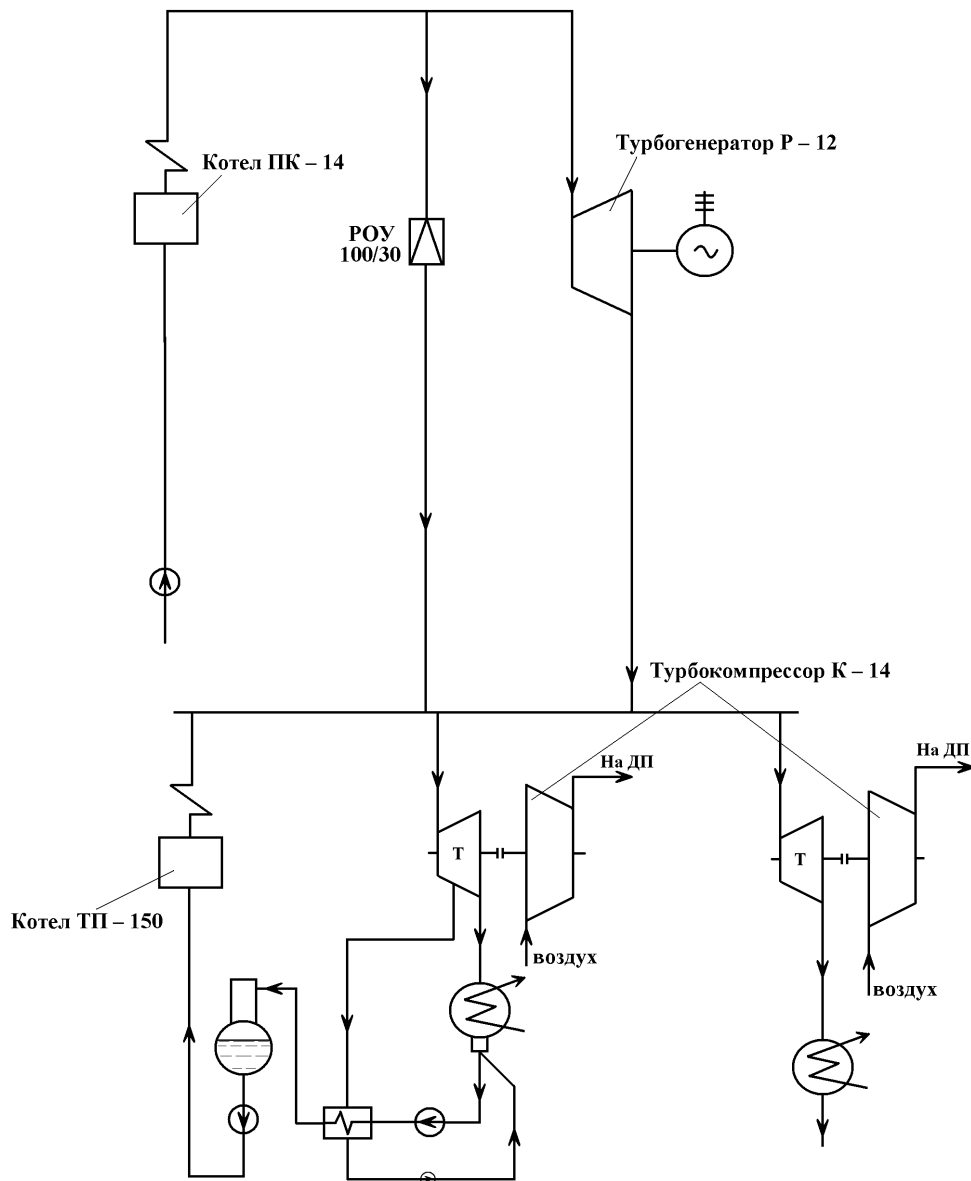 Турбогенератор Р – 12
Котел ПК – 14
РОУ
100/30
Турбокомпрессор К – 14
На ДП
На ДП
Т
Т
Котел ТП – 150
воздух
воздух